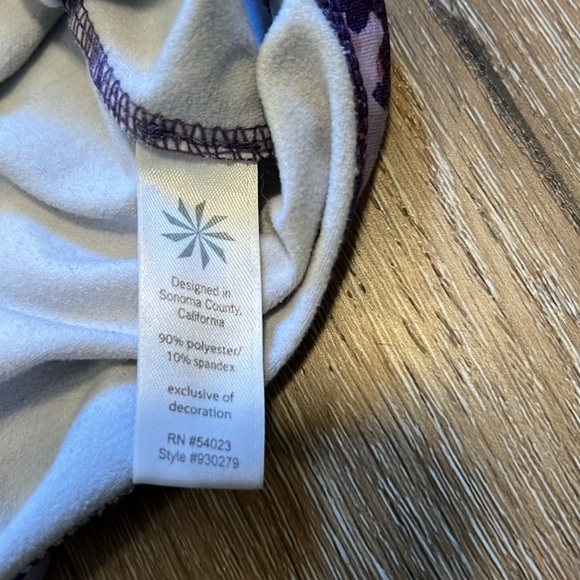 Designed in
Sonoma County,
California
90% polyester/
10% spandex
exclusive of
decoration
RN #54023
Style #930279